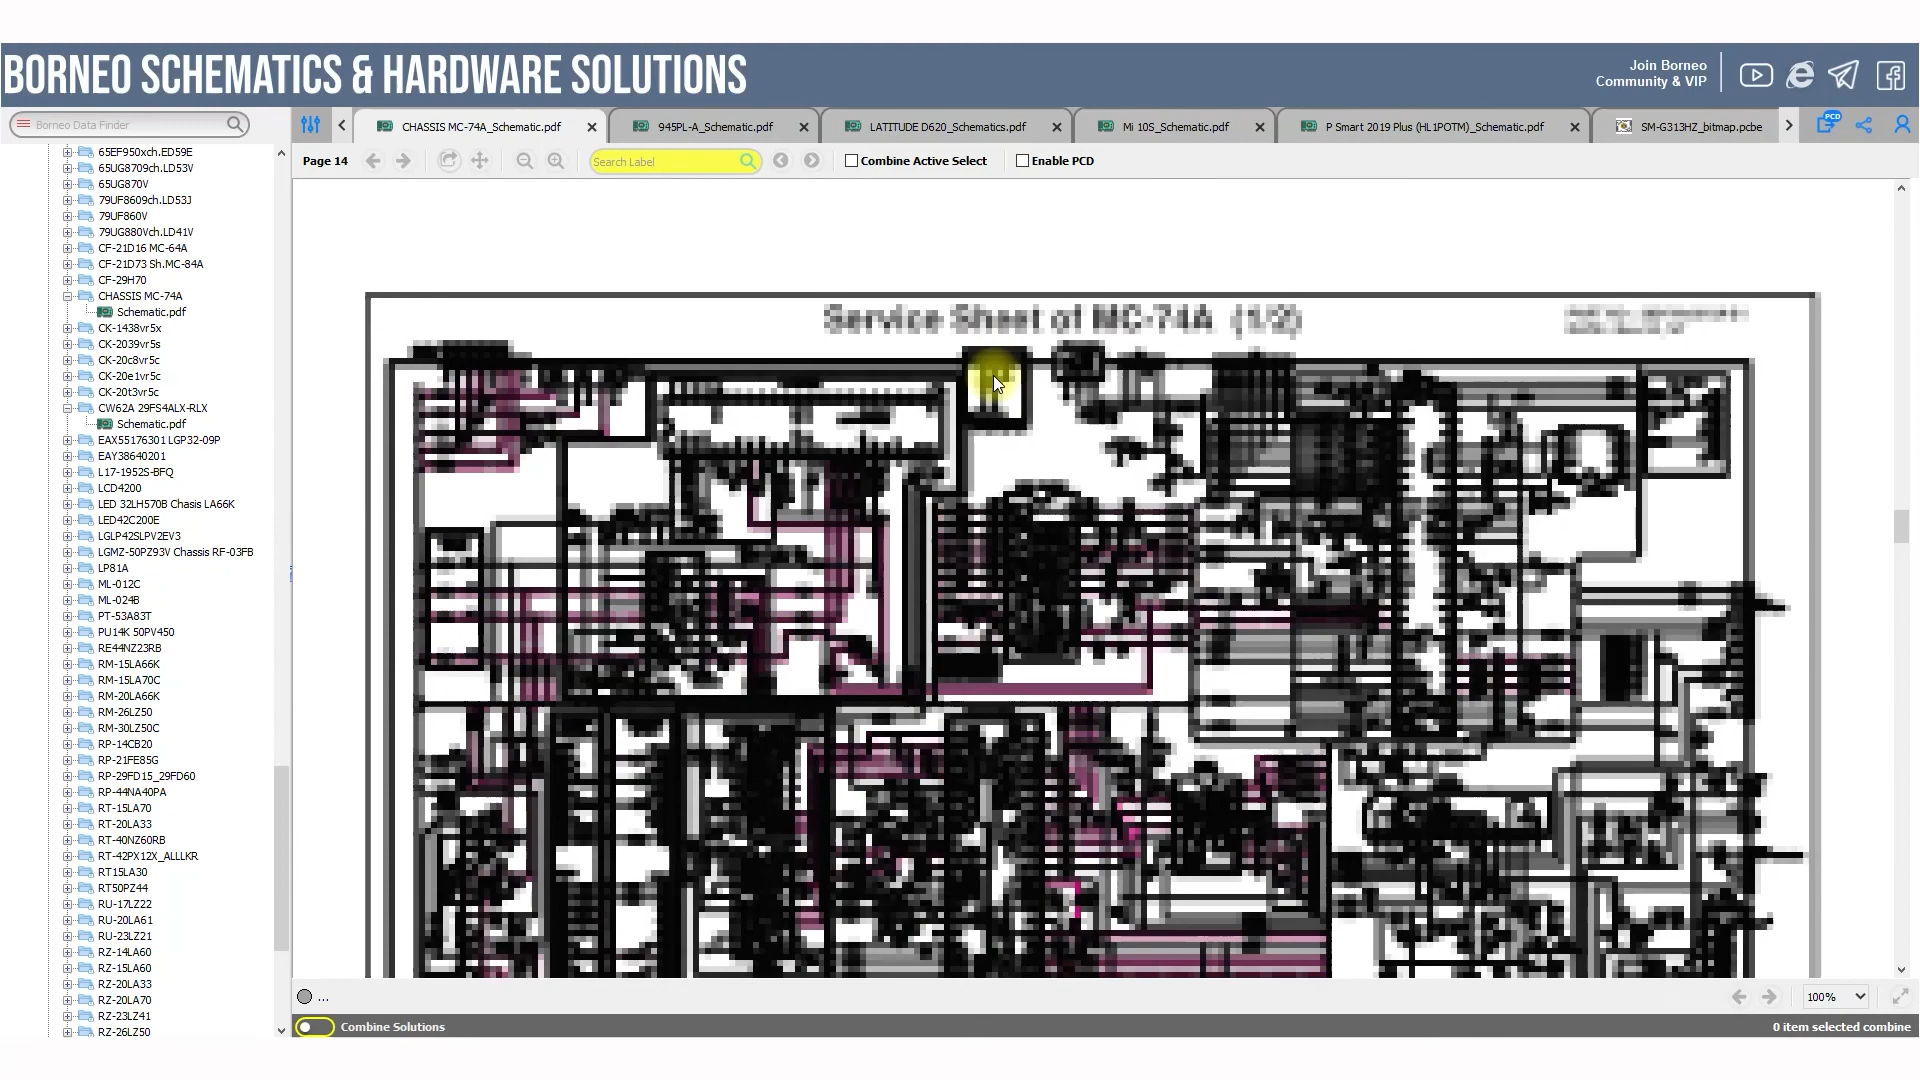 BORNEO SCHEMATICS & HARDWARE SOLUTIONS
Join Borneo
Community & VIP
Borneo Data Finder
CHASSIS MC-74A_Schematic.pdf
945PL-A_Schematic.pdf
LATITUDE D620_Schematics.pdf
Mi 10S_Schematic.pdf
P Smart 2019 Plus (HL1POTM)_Schematic.pdf
SM-G313HZ_bitmap.pcbe
PCD
Page 14
Search Label
Combine Active Select
Enable PCD
65EF950xch.ED59E
65UG8709ch.LD53V
65UG870V
79UF8609ch.LD53J
79UF860V
79UG880Vch.LD41V
CF-21D16 MC-64A
CF-21D73 Sh.MC-84A
CF-29H70
CHASSIS MC-74A
Schematic.pdf
CK-1438vr5x
CK-2039vr5s
CK-20c8vr5c
CK-20e1vr5c
CK-20t3vr5c
CW62A 29FS4ALX-RLX
Schematic.pdf
EAX55176301 LGP32-09P
EAY38640201
L17-1952S-BFQ
LCD4200
LED 32LH570B Chasis LA66K
LED42C200E
LGLP42SLPV2EV3
LGMZ-50PZ93V Chassis RF-03FB
LP81A
ML-012C
ML-024B
PT-53A83T
PU14K 50PV450
RE44NZ23RB
RM-15LA66K
RM-15LA70C
RM-20LA66K
RM-26LZ50
RM-30LZ50C
RP-14CB20
RP-21FE85G
RP-29FD15_29FD60
RP-44NA40PA
RT-15LA70
RT-20LA33
RT-40NZ60RB
RT-42PX12X_ALLLKR
RT15LA30
RT50PZ44
RU-17LZ22
RU-20LA61
RU-23LZ21
RZ-14LA60
RZ-15LA60
RZ-20LA33
RZ-20LA70
RZ-23LZ41
RZ-26LZ50
Service Sheet of MC-74A (1/2)
...
100%
Combine Solutions
0 item selected combine